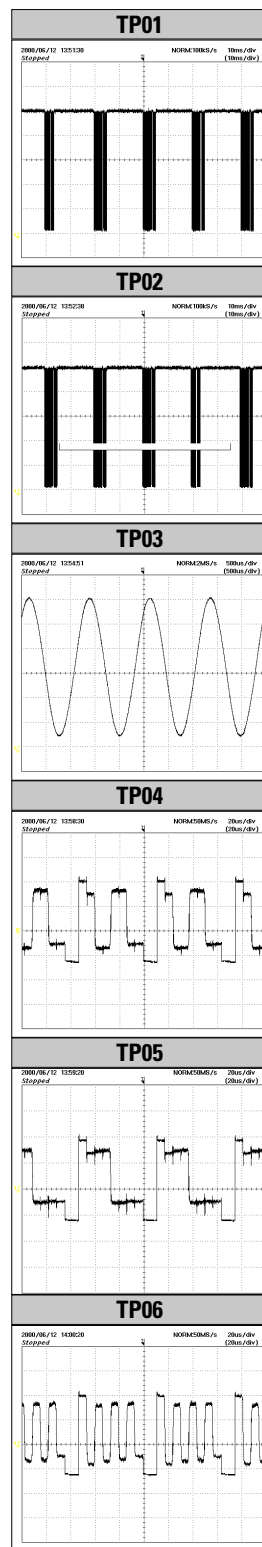 TP01
2000/06/12 13:51:30 NORM:100kS/s 10ms/div
Stopped (10ms/div)
TP02
2000/06/12 13:52:38 NORM:100kS/s 10ms/div
Stopped (10ms/div)
TP03
2000/06/12 13:54:51 NORM:2MS/s 500us/div
Stopped (500us/div)
TP04
2000/06/12 13:58:30 NORM:50MS/s 20us/div
Stopped (20us/div)
TP05
2000/06/12 13:59:20 NORM:50MS/s 20us/div
Stopped (20us/div)
TP06
2000/06/12 14:00:20 NORM:50MS/s 20us/div
Stopped (20us/div)